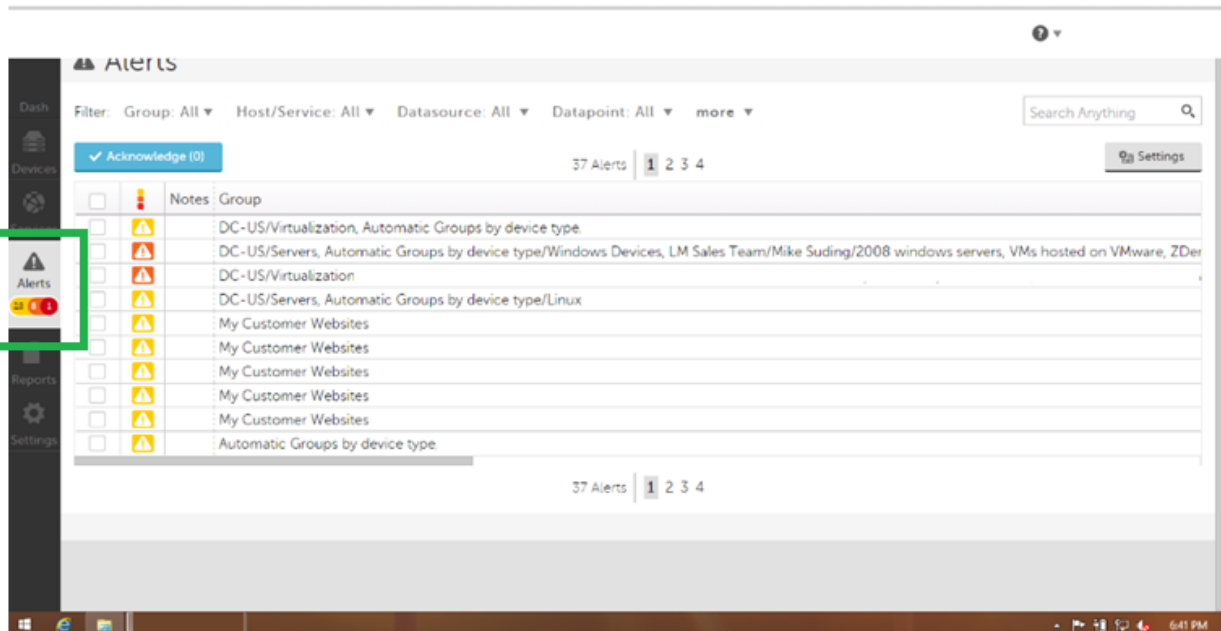 Alerts
Dash
Filter: Group: All Host/Service: All Datasource: All Datapoint: All more
Search Anything
Acknowledge (0)
37 Alerts 1 2 3 4
Settings
Devices
Notes Group
DC-US/Virtualization, Automatic Groups by device type
DC-US/Servers, Automatic Groups by device type/Windows Devices, LM Sales Team/Mike Suding/2008 windows servers, VMs hosted on VMware, ZDer
DC-US/Virtualization
Alerts
DC-US/Servers, Automatic Groups by device type/Linux
My Customer Websites
My Customer Websites
My Customer Websites
Reports
My Customer Websites
My Customer Websites
Settings
Automatic Groups by device type
37 Alerts 1 2 3 4
6:41 PM